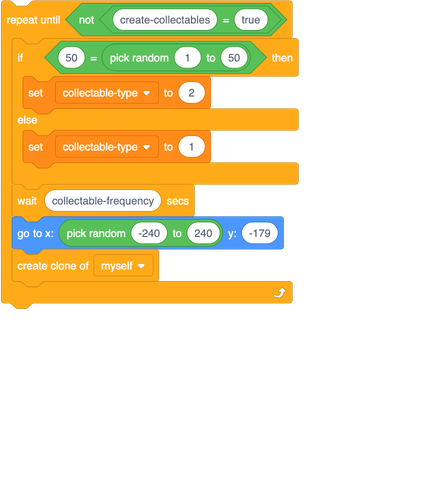 repeat until not create-collectables = true
if 50 = pick random 1 to 50 then
set collectable-type to 2
else
set collectable-type to 1
wait collectable-frequency secs
go to x: pick random -240 to 240 y: -179
create clone of myself